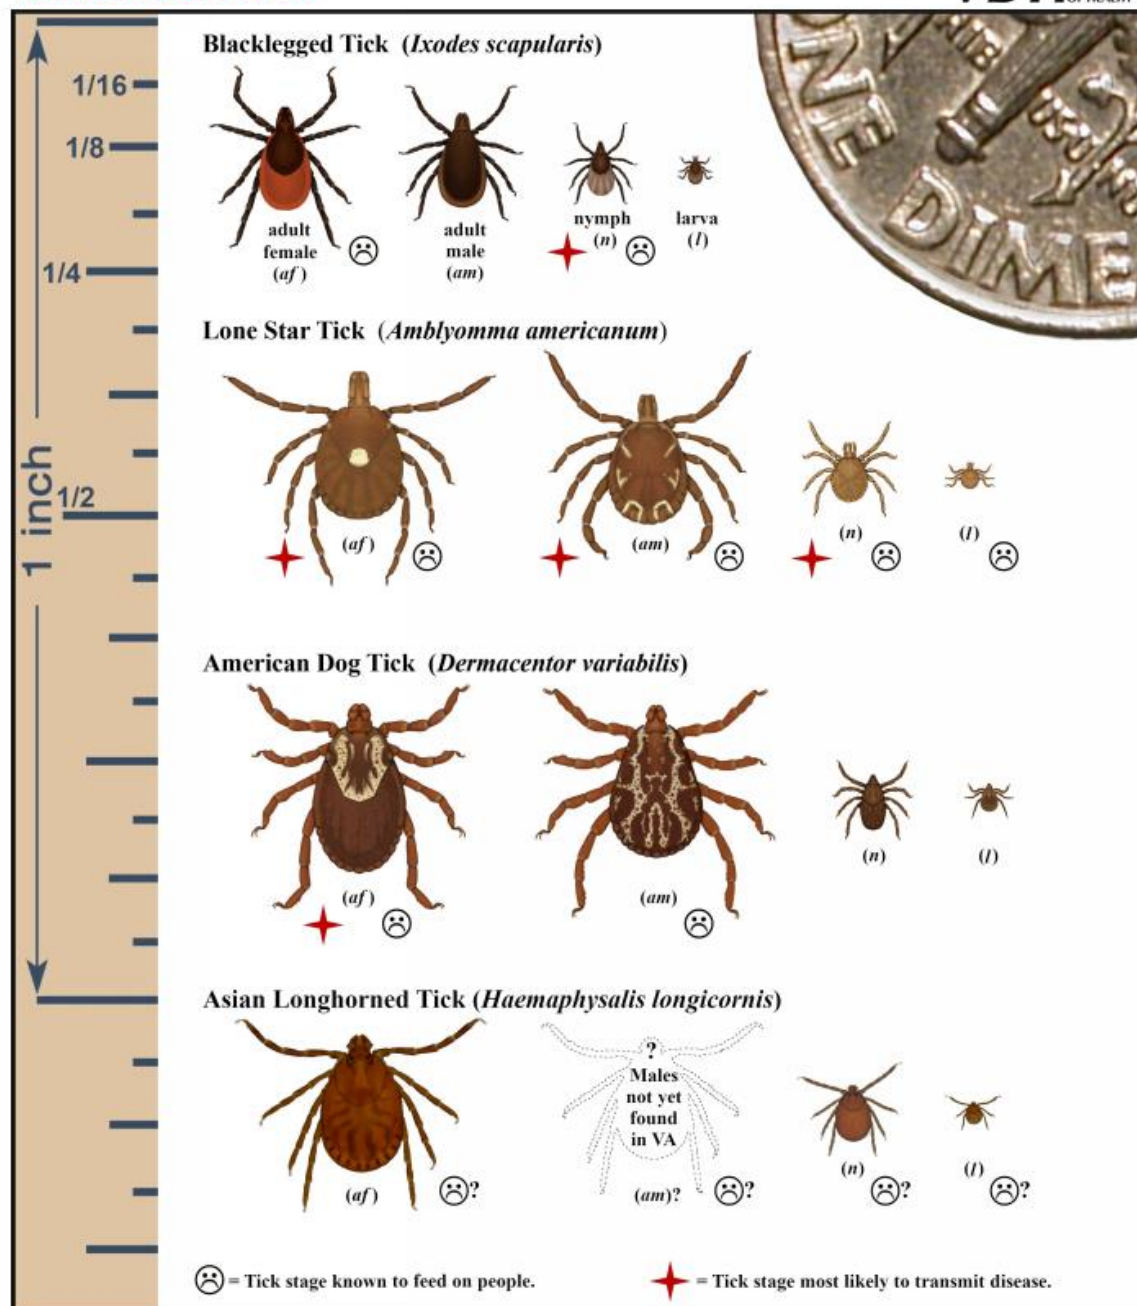 OF HEALTH
Blacklegged Tick (Ixodes scapularis)
1/16
1/8
1/4
1/2
1 inch
adult
female
(af)
adult
male
(am)
nymph
(n)
larva
(l)
ONE DIME
Lone Star Tick (Amblyomma americanum)
(af)
(am)
(n)
(l)
American Dog Tick (Dermacentor variabilis)
(af)
(am)
(n)
(l)
Asian Longhorned Tick (Haemaphysalis longicornis)
?
Males
not yet
found
in VA
(af)
?
(am)?
?
(n)
?
(l)
?
= Tick stage known to feed on people.
= Tick stage most likely to transmit disease.